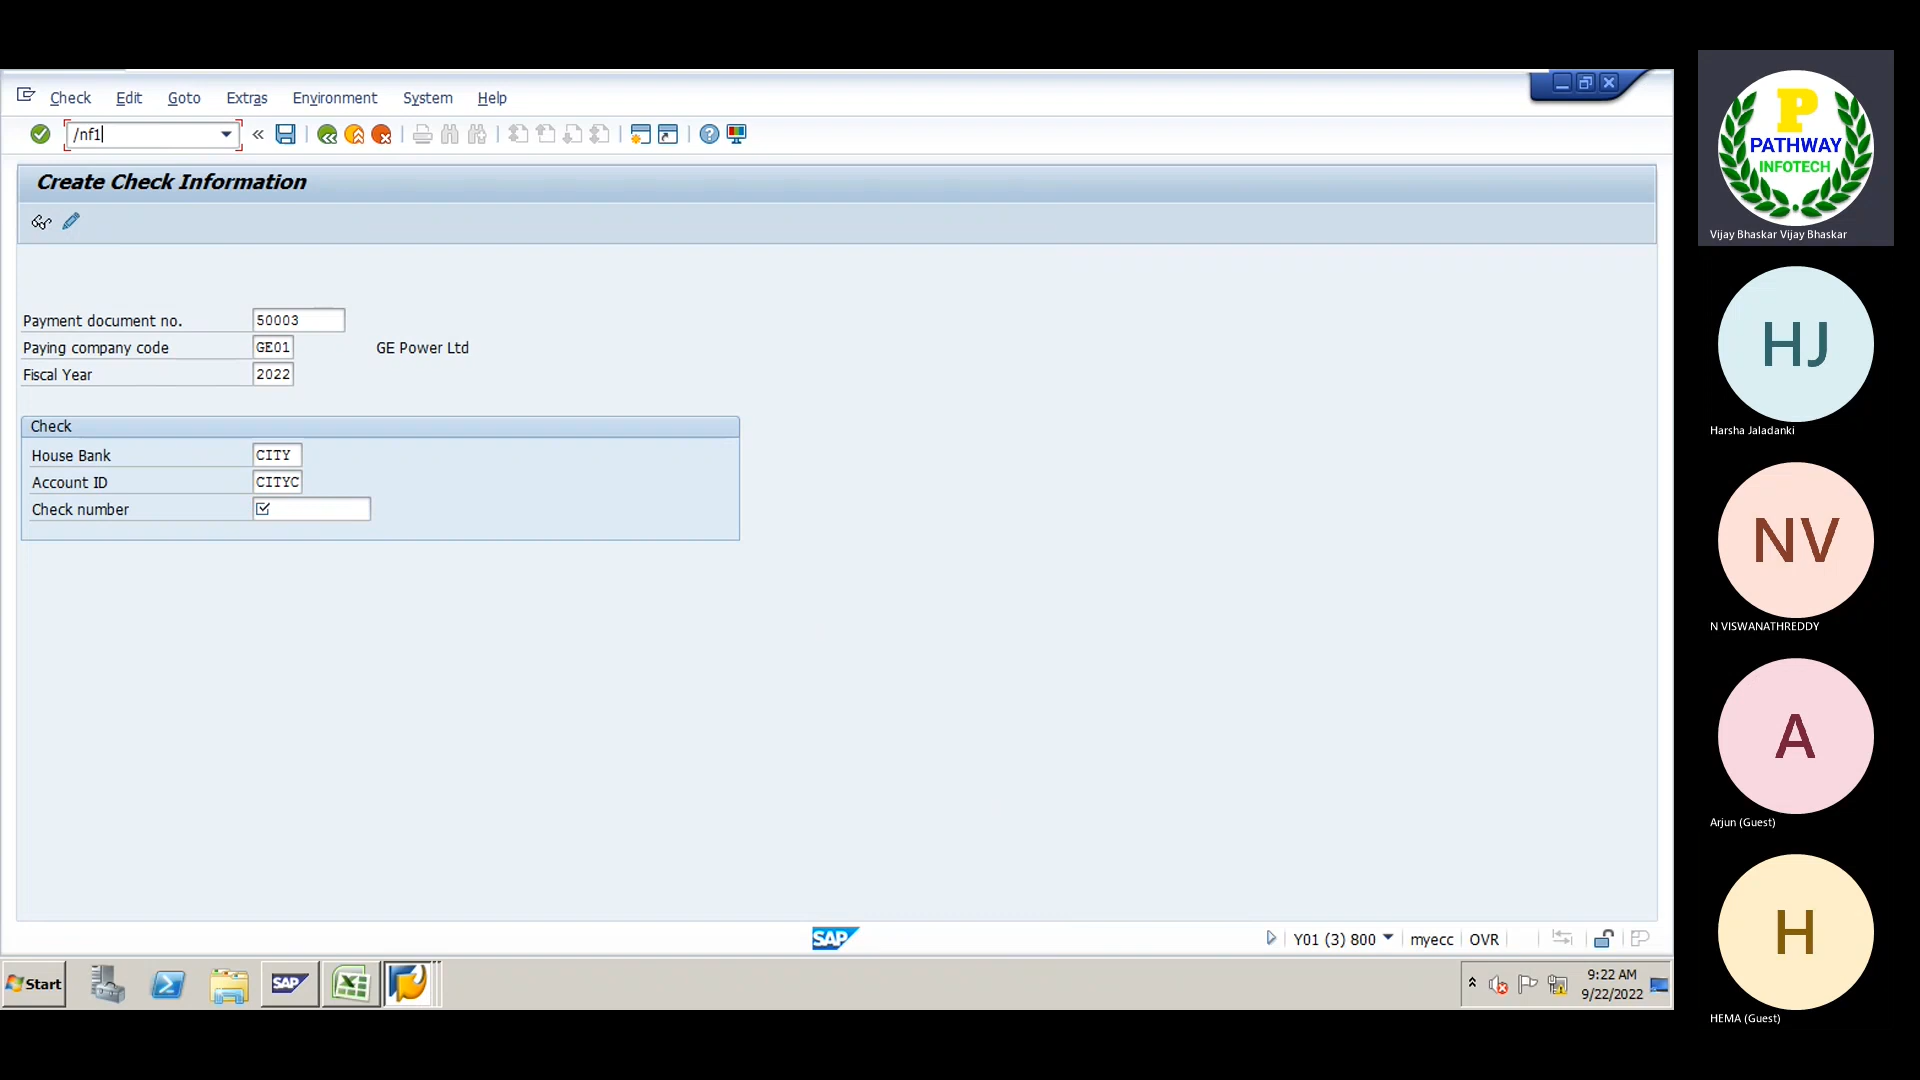 Check Edit Goto Extras Environment System Help
/nf1
Create Check Information
Payment document no. 50003
Paying company code GE01 GE Power Ltd
Fiscal Year 2022
Check
House Bank CITY
Account ID CITYC
Check number
SAP
Y01 (3) 800 myecc OVR
Start
SAP
9:22 AM
9/22/2022
P
PATHWAY
INFOTECH
Vijay Bhaskar Vijay Bhaskar
HJ
Harsha Jaladanki
NV
N VISWANATHREDDY
A
Arjun (Guest)
H
HEMA (Guest)